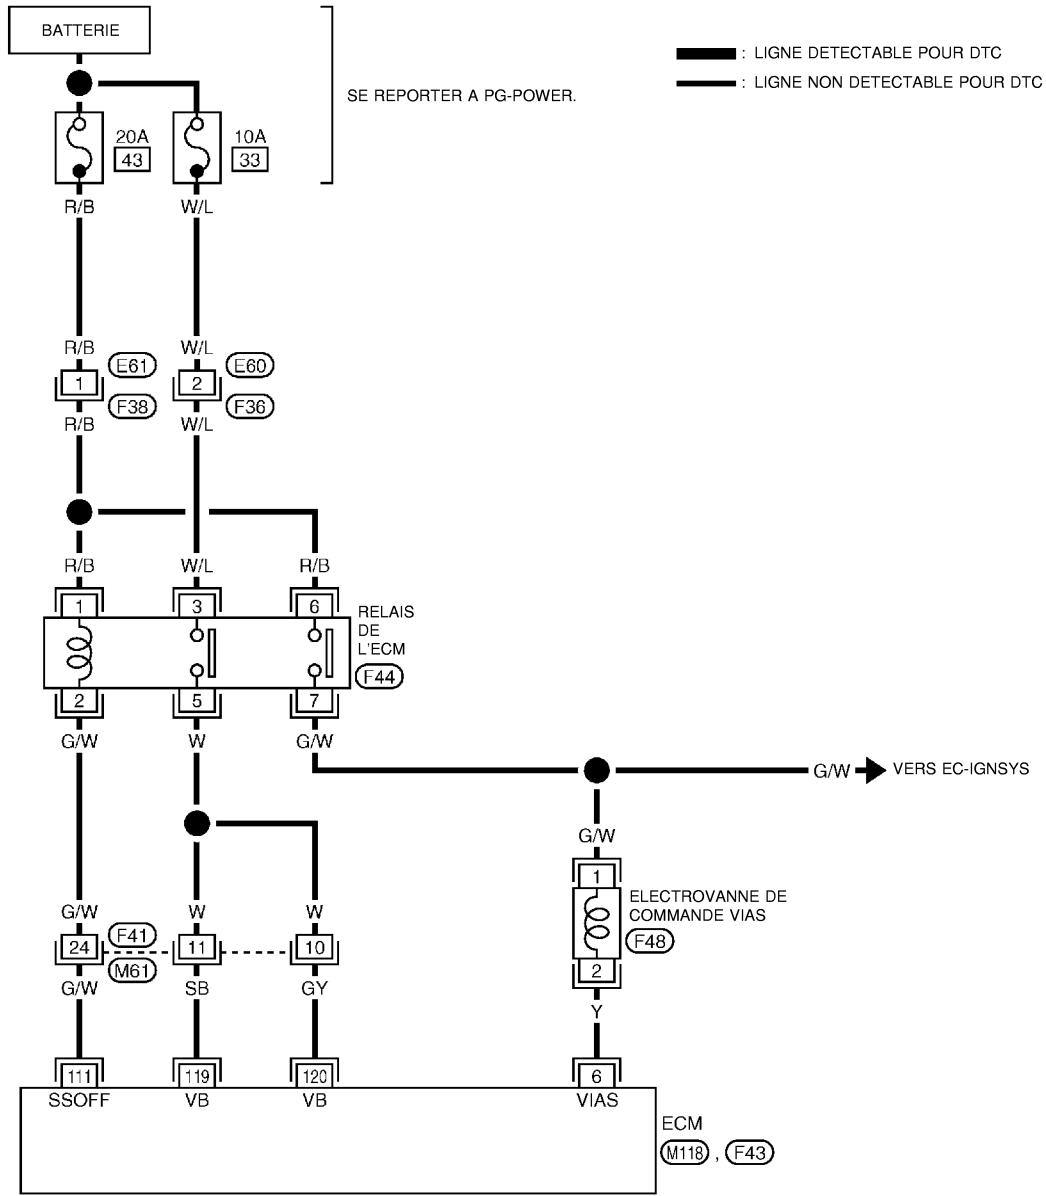 BATTERIE
: LIGNE DETECTABLE POUR DTC
: LIGNE NON DETECTABLE POUR DTC
SE REPORTER A PG-POWER.
20A
43
10A
33
R/B
W/L
R/B
W/L
1
E61
2
E60
F38
F36
R/B
W/L
R/B
W/L
R/B
1
3
6
RELAIS
DE
L'ECM
F44
2
5
7
G/W
W
G/W
G/W
VERS EC-IGNSYS
G/W
1
ELECTROVANNE DE
COMMANDE VIAS
F48
2
Y
G/W
W
W
24
F41
11
10
M61
G/W
SB
GY
111
119
120
6
SSOFF
VB
VB
VIAS
ECM
M118 , F43